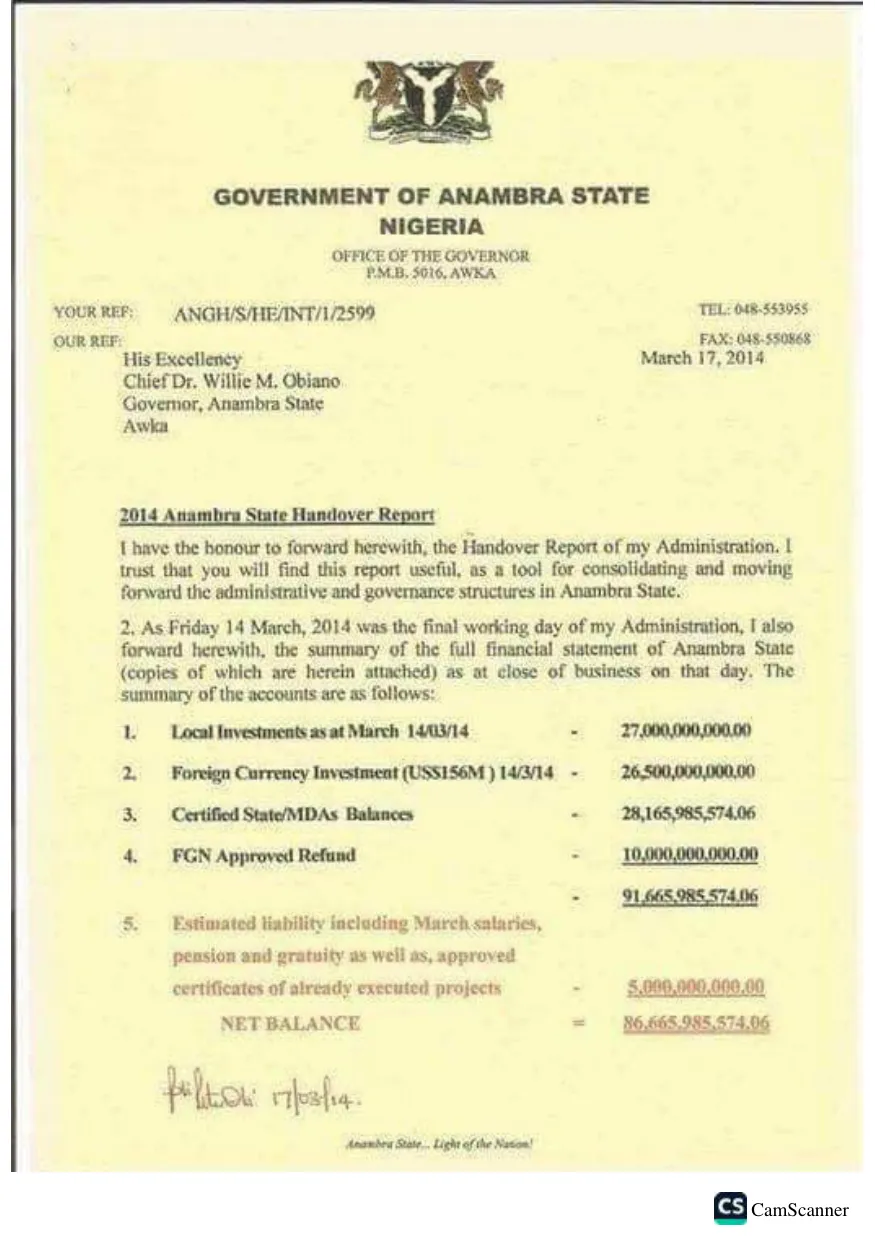 GOVERNMENT OF ANAMBRA STATE
NIGERIA
OFFICE OF THE GOVERNOR
P.M.B. 5016, AWKA
YOUR REF: ANGH/S/HE/INT/1/2599
TEL: 048-553955
OUR REF:
FAX: 048-550868
His Excellency
March 17, 2014
Chief Dr. Willie M. Obiano
Governor, Anambra State
Awka
2014 Anambra State Handover Report
I have the honour to forward herewith, the Handover Report of my Administration. I
trust that you will find this report useful, as a tool for consolidating and moving
forward the administrative and governance structures in Anambra State.
2. As Friday 14 March, 2014 was the final working day of my Administration, I also
forward herewith, the summary of the full financial statement of Anambra State
(copies of which are herein attached) as at close of business on that day. The
summary of the accounts are as follows:
1. Local Investments as at March 14/03/14 - 27,000,000,000.00
2. Foreign Currency Investment (US$156M ) 14/3/14 - 26,500,000,000.00
3. Certified State/MDAs Balances - 28,165,985,574.06
4. FGN Approved Refund - 10,000,000,000.00
- 91,665,985,574.06
5. Estimated liability including March salaries,
pension and gratuity as well as, approved
certificates of already executed projects - 5,000,000,000.00
NET BALANCE = 86,665,985,574.06
17/03/14.
Anambra State... Light of the Nation!
CS CamScanner